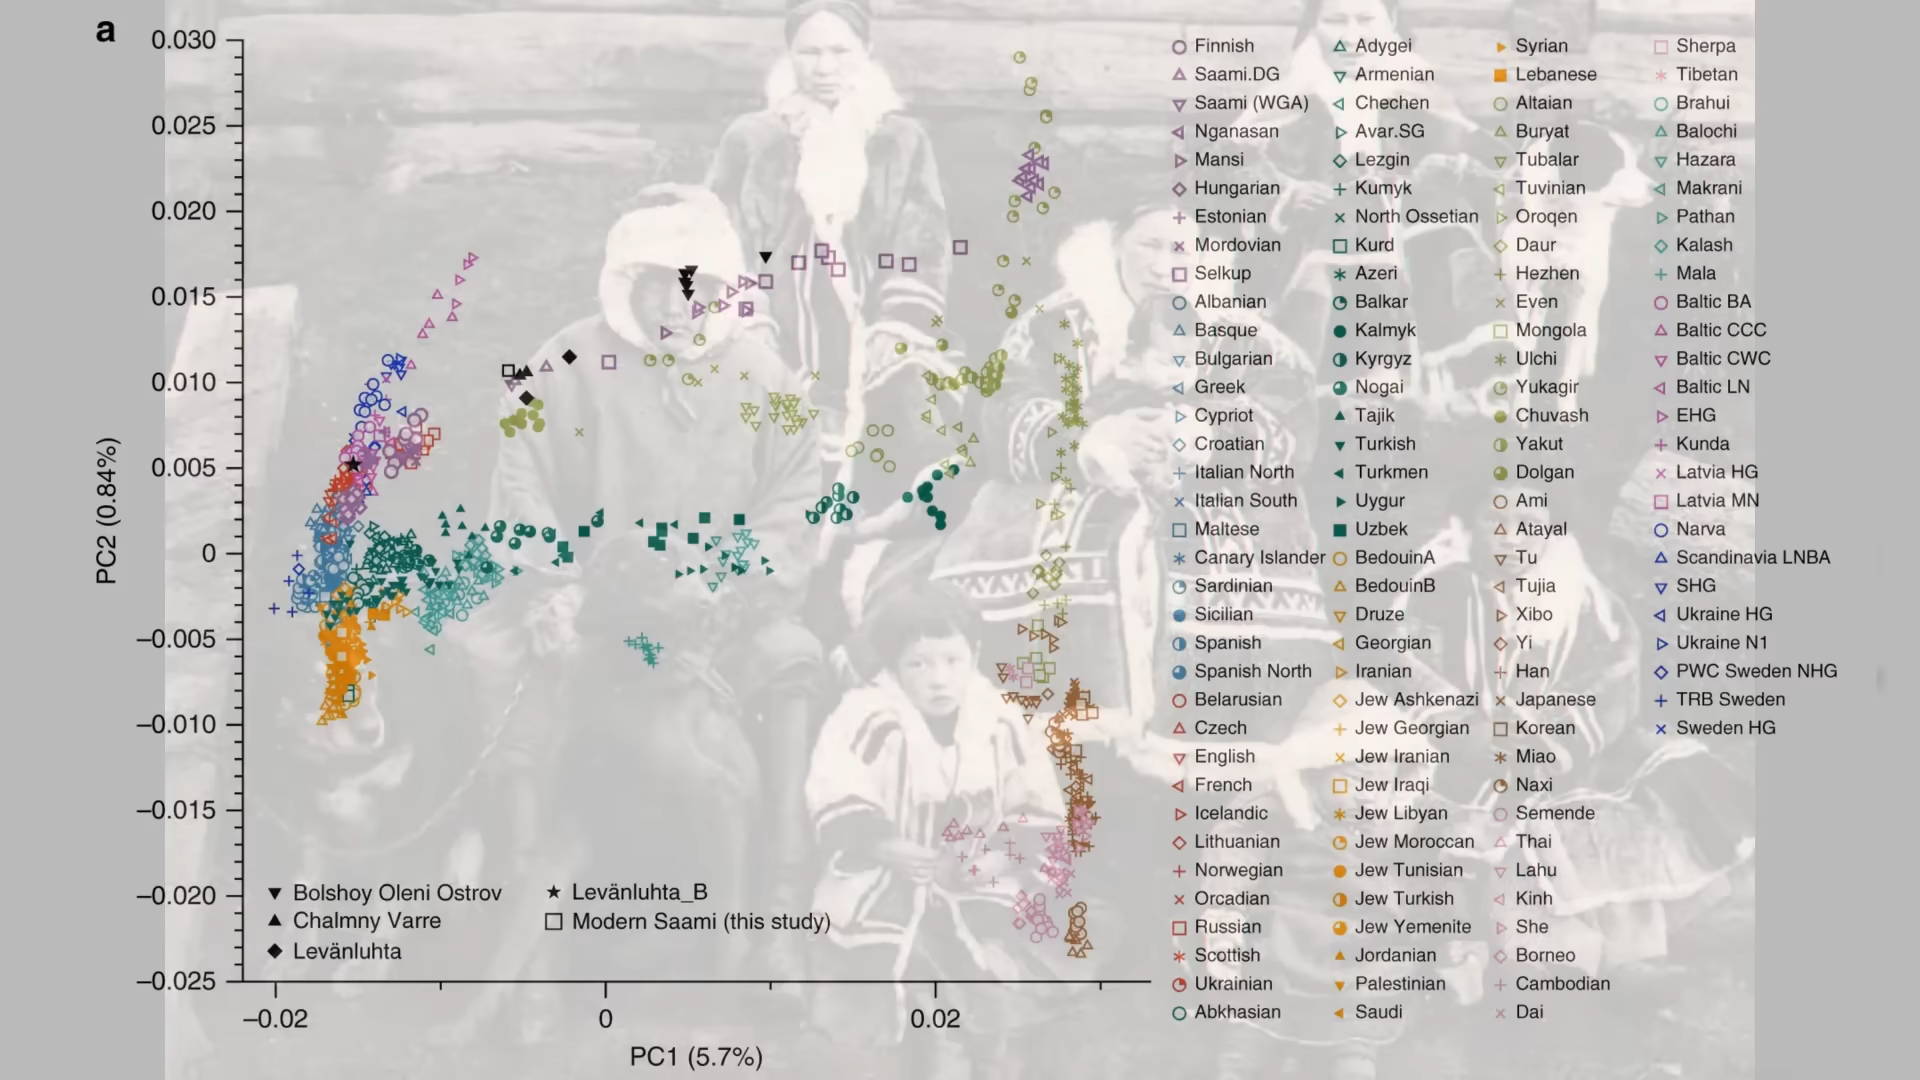 a
0.030
0.025
0.020
0.015
0.010
0.005
0
−0.005
−0.010
−0.015
−0.020
−0.025
PC2 (0.84%)
−0.02
0
0.02
PC1 (5.7%)
Bolshoy Oleni Ostrov
Chalmny Varre
Levänluhta
Levänluhta_B
Modern Saami (this study)
Finnish
Saami.DG
Saami (WGA)
Nganasan
Mansi
Hungarian
Estonian
Mordovian
Selkup
Albanian
Basque
Bulgarian
Greek
Cypriot
Croatian
Italian North
Italian South
Maltese
Canary Islander
Sardinian
Sicilian
Spanish
Spanish North
Belarusian
Czech
English
French
Icelandic
Lithuanian
Norwegian
Orcadian
Russian
Scottish
Ukrainian
Abkhasian
Adygei
Armenian
Chechen
Avar.SG
Lezgin
Kumyk
North Ossetian
Kurd
Azeri
Balkar
Kalmyk
Kyrgyz
Nogai
Tajik
Turkish
Turkmen
Uygur
Uzbek
BedouinA
BedouinB
Druze
Georgian
Iranian
Jew Ashkenazi
Jew Georgian
Jew Iranian
Jew Iraqi
Jew Libyan
Jew Moroccan
Jew Tunisian
Jew Turkish
Jew Yemenite
Jordanian
Palestinian
Saudi
Syrian
Lebanese
Altaian
Buryat
Tubalar
Tuvinian
Oroqen
Daur
Hezhen
Even
Mongola
Ulchi
Yukagir
Chuvash
Yakut
Dolgan
Ami
Atayal
Tu
Tujia
Xibo
Yi
Han
Japanese
Korean
Miao
Naxi
Semende
Thai
Lahu
Kinh
She
Borneo
Cambodian
Dai
Sherpa
Tibetan
Brahui
Balochi
Hazara
Makrani
Pathan
Kalash
Mala
Baltic BA
Baltic CCC
Baltic CWC
Baltic LN
EHG
Kunda
Latvia HG
Latvia MN
Narva
Scandinavia LNBA
SHG
Ukraine HG
Ukraine N1
PWC Sweden NHG
TRB Sweden
Sweden HG